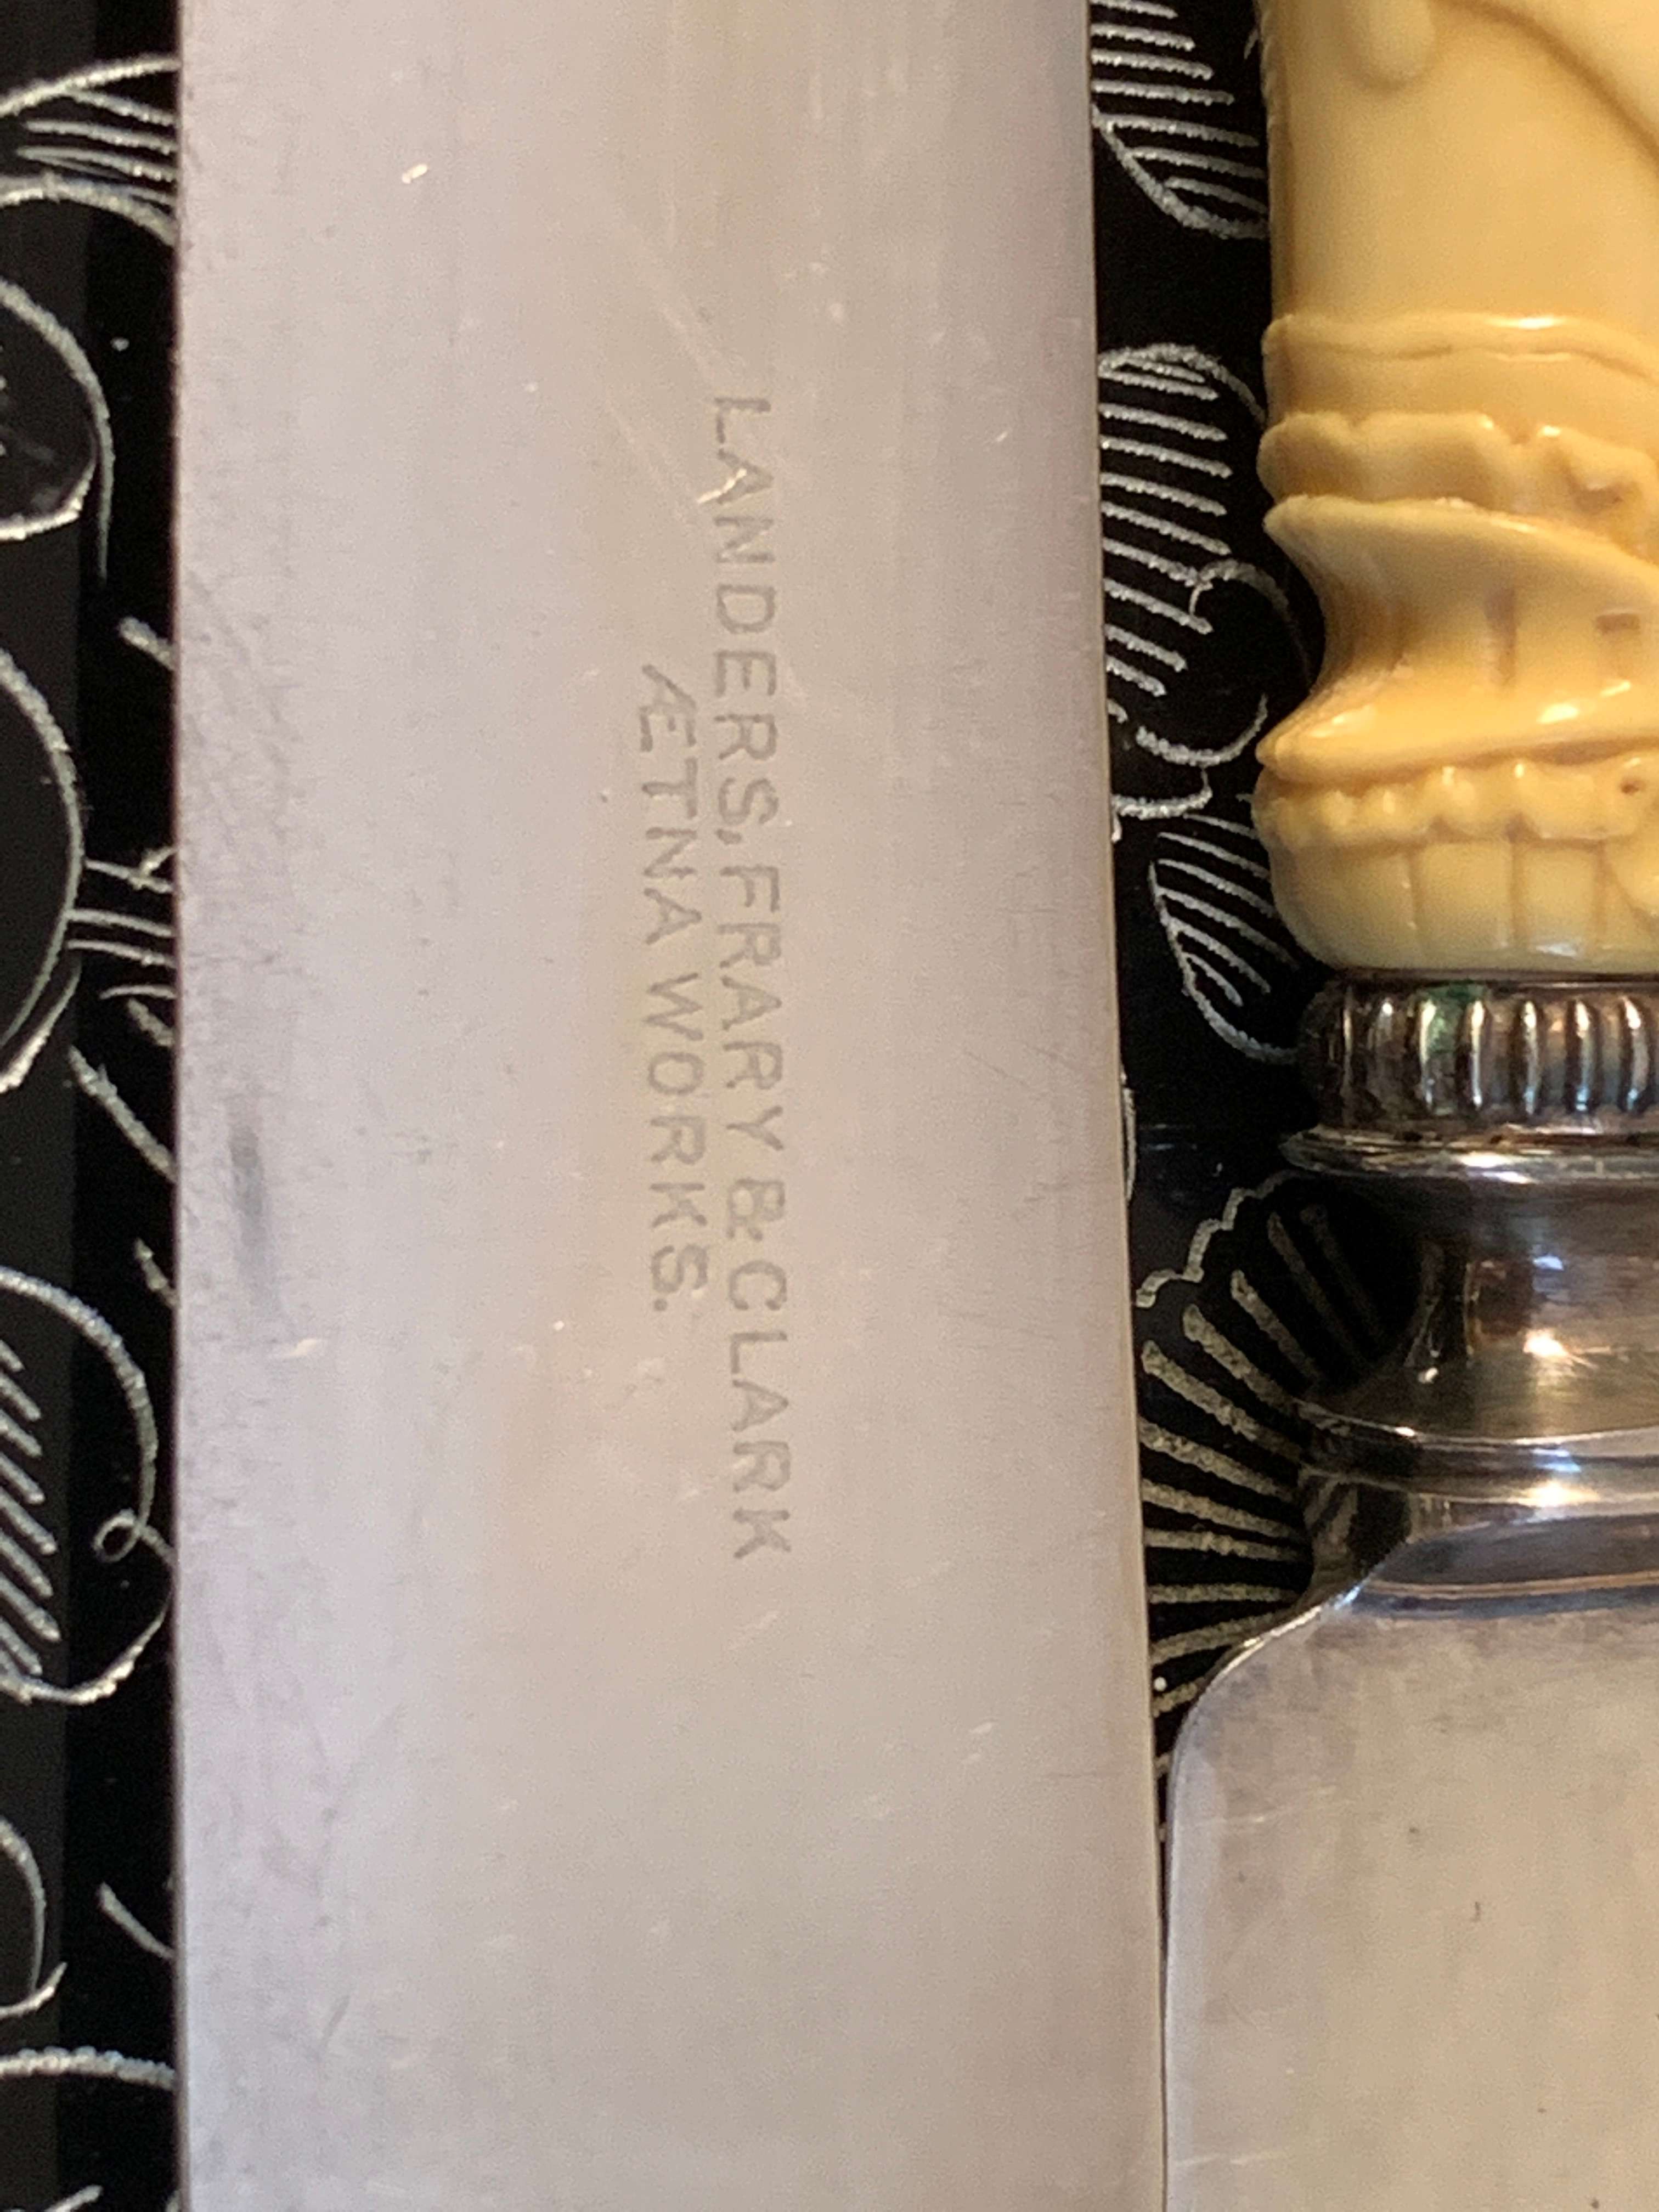 LANDERS, FRARY & CLARK
ÆTNA WORKS.